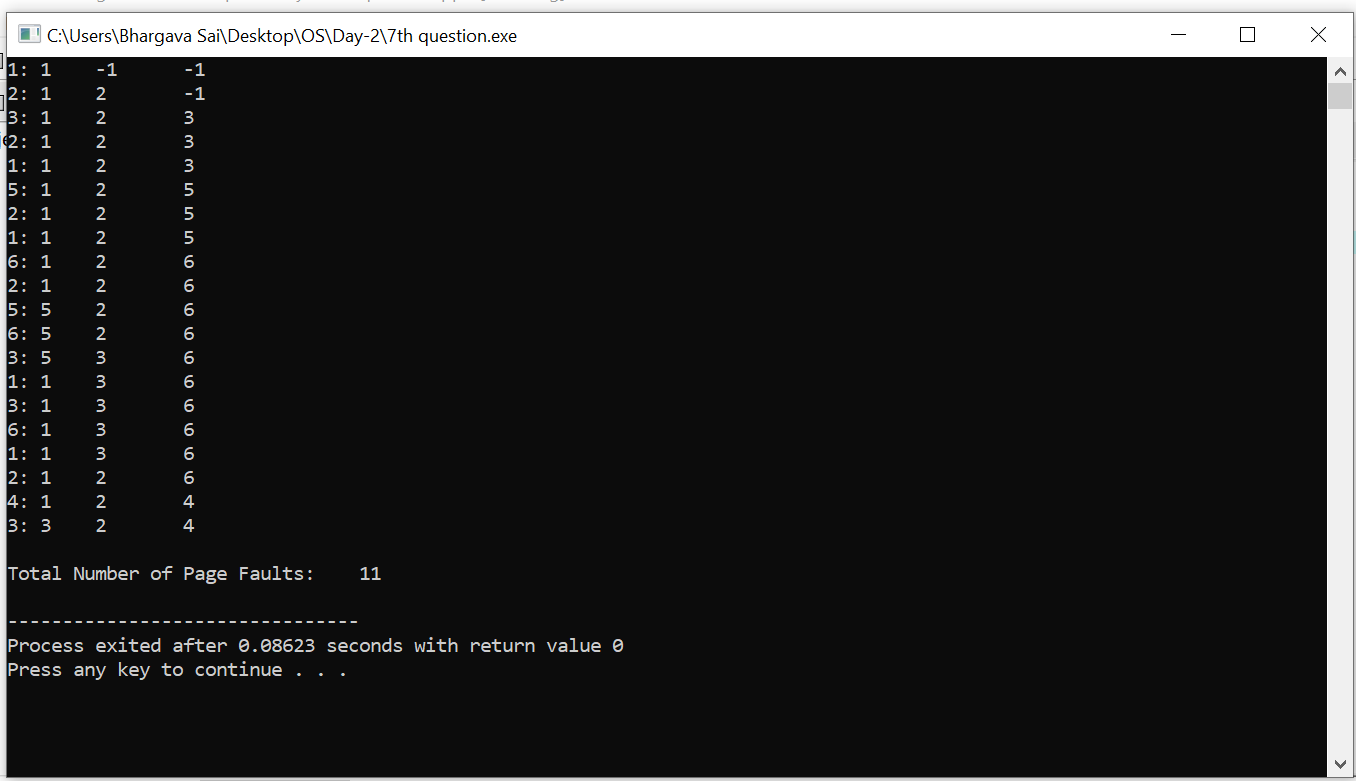 C:\Users\Bhargava Sai\Desktop\OS\Day-2\7th question.exe
1: 1 -1 -1
2: 1 2 -1
3: 1 2 3
2: 1 2 3
1: 1 2 3
5: 1 2 5
2: 1 2 5
1: 1 2 5
6: 1 2 6
2: 1 2 6
5: 5 2 6
6: 5 2 6
3: 5 3 6
1: 1 3 6
3: 1 3 6
6: 1 3 6
1: 1 3 6
2: 1 2 6
4: 1 2 4
3: 3 2 4
Total Number of Page Faults: 11
--------------------------------
Process exited after 0.08623 seconds with return value 0
Press any key to continue . . .